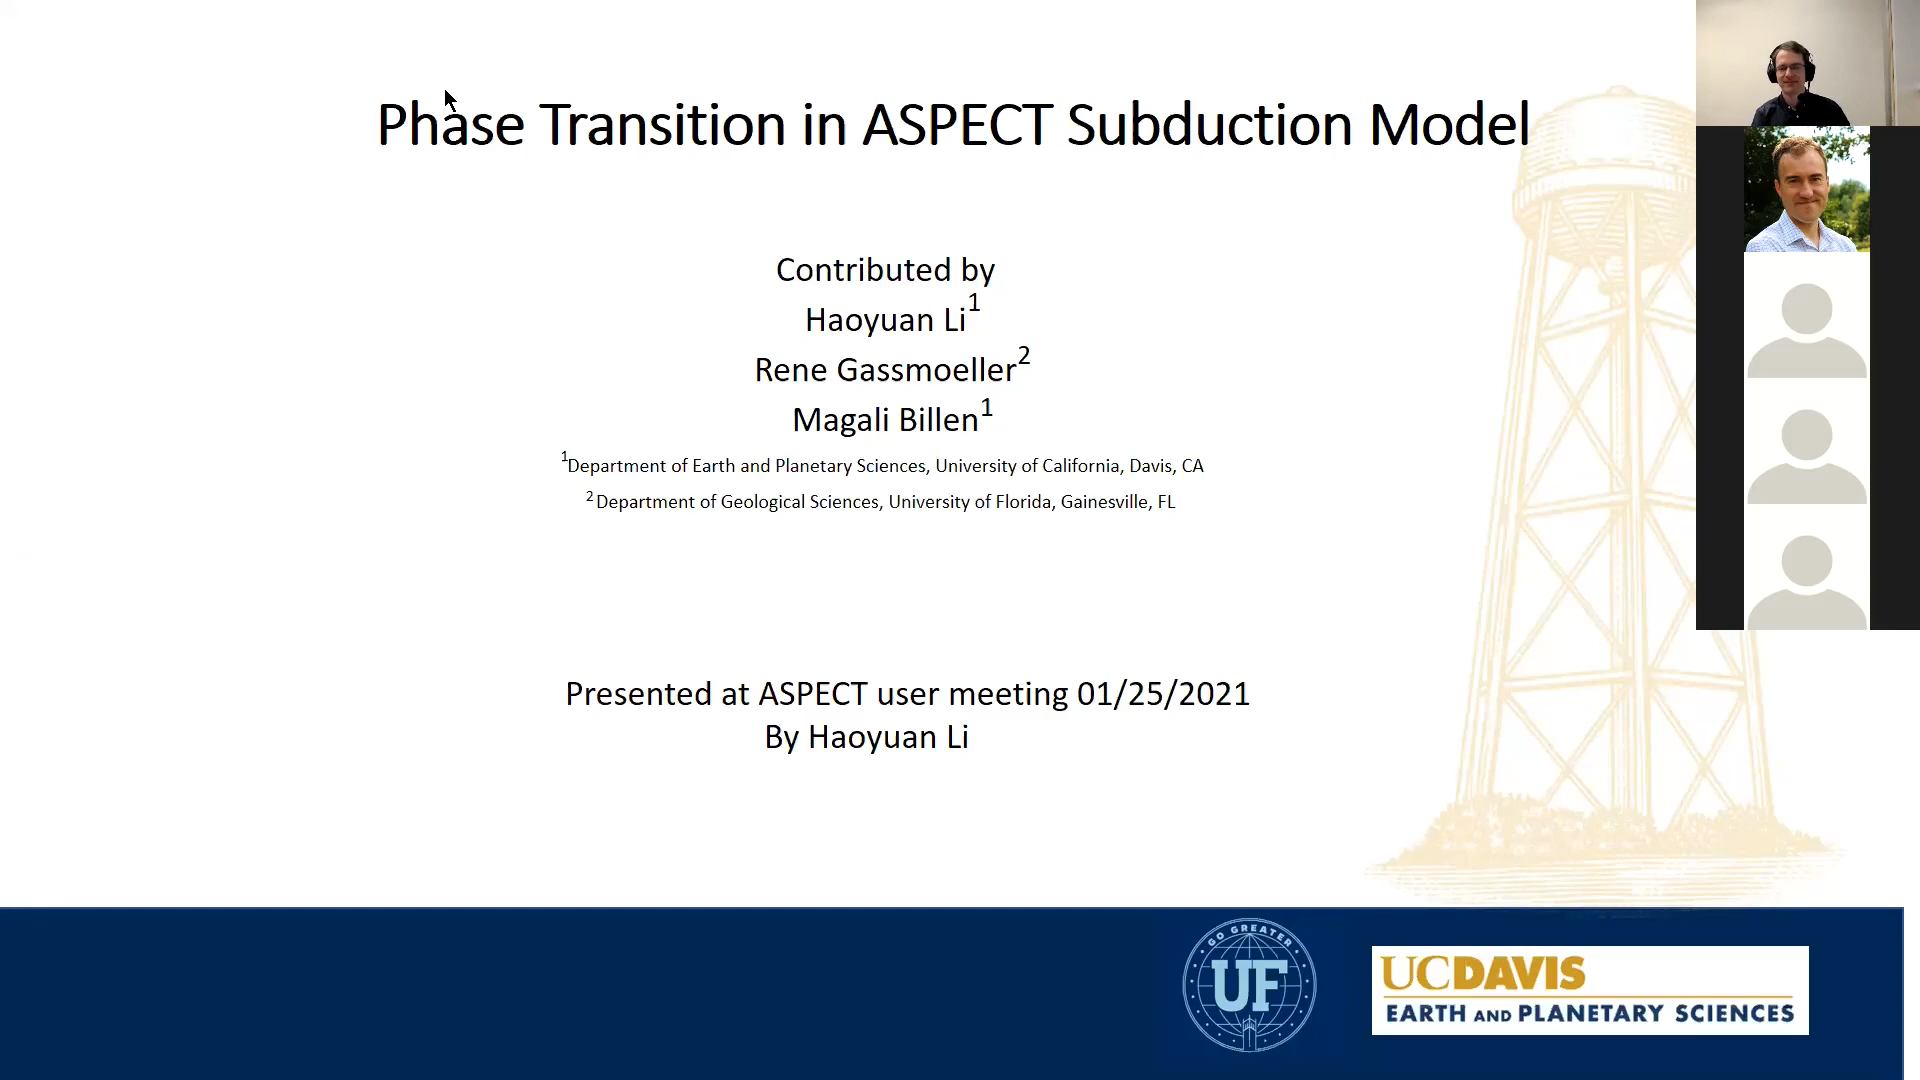 Phase Transition in ASPECT Subduction Model
Contributed by
Haoyuan Li1
Rene Gassmoeller2
Magali Billen1
1Department of Earth and Planetary Sciences, University of California, Davis, CA
2 Department of Geological Sciences, University of Florida, Gainesville, FL
Presented at ASPECT user meeting 01/25/2021
By Haoyuan Li
GO GREATER
UF
UCDAVIS
EARTH AND PLANETARY SCIENCES